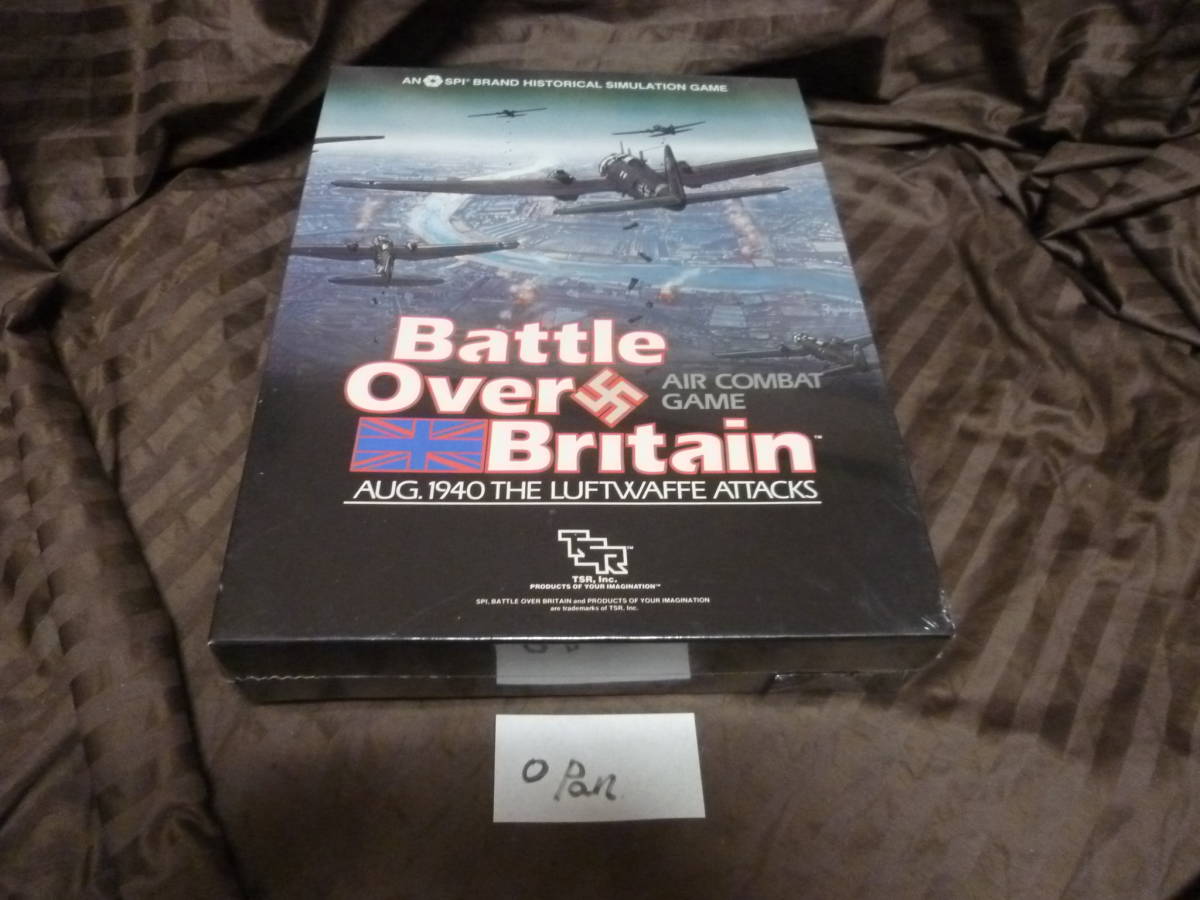 AN SPI® BRAND HISTORICAL SIMULATION GAME
Battle
Over
AIR COMBAT
GAME
Britain™
AUG. 1940 THE LUFTWAFFE ATTACKS
TSR™
TSR, Inc.
PRODUCTS OF YOUR IMAGINATION™
SPI, BATTLE OVER BRITAIN and PRODUCTS OF YOUR IMAGINATION
are trademarks of TSR, Inc.
O Pan